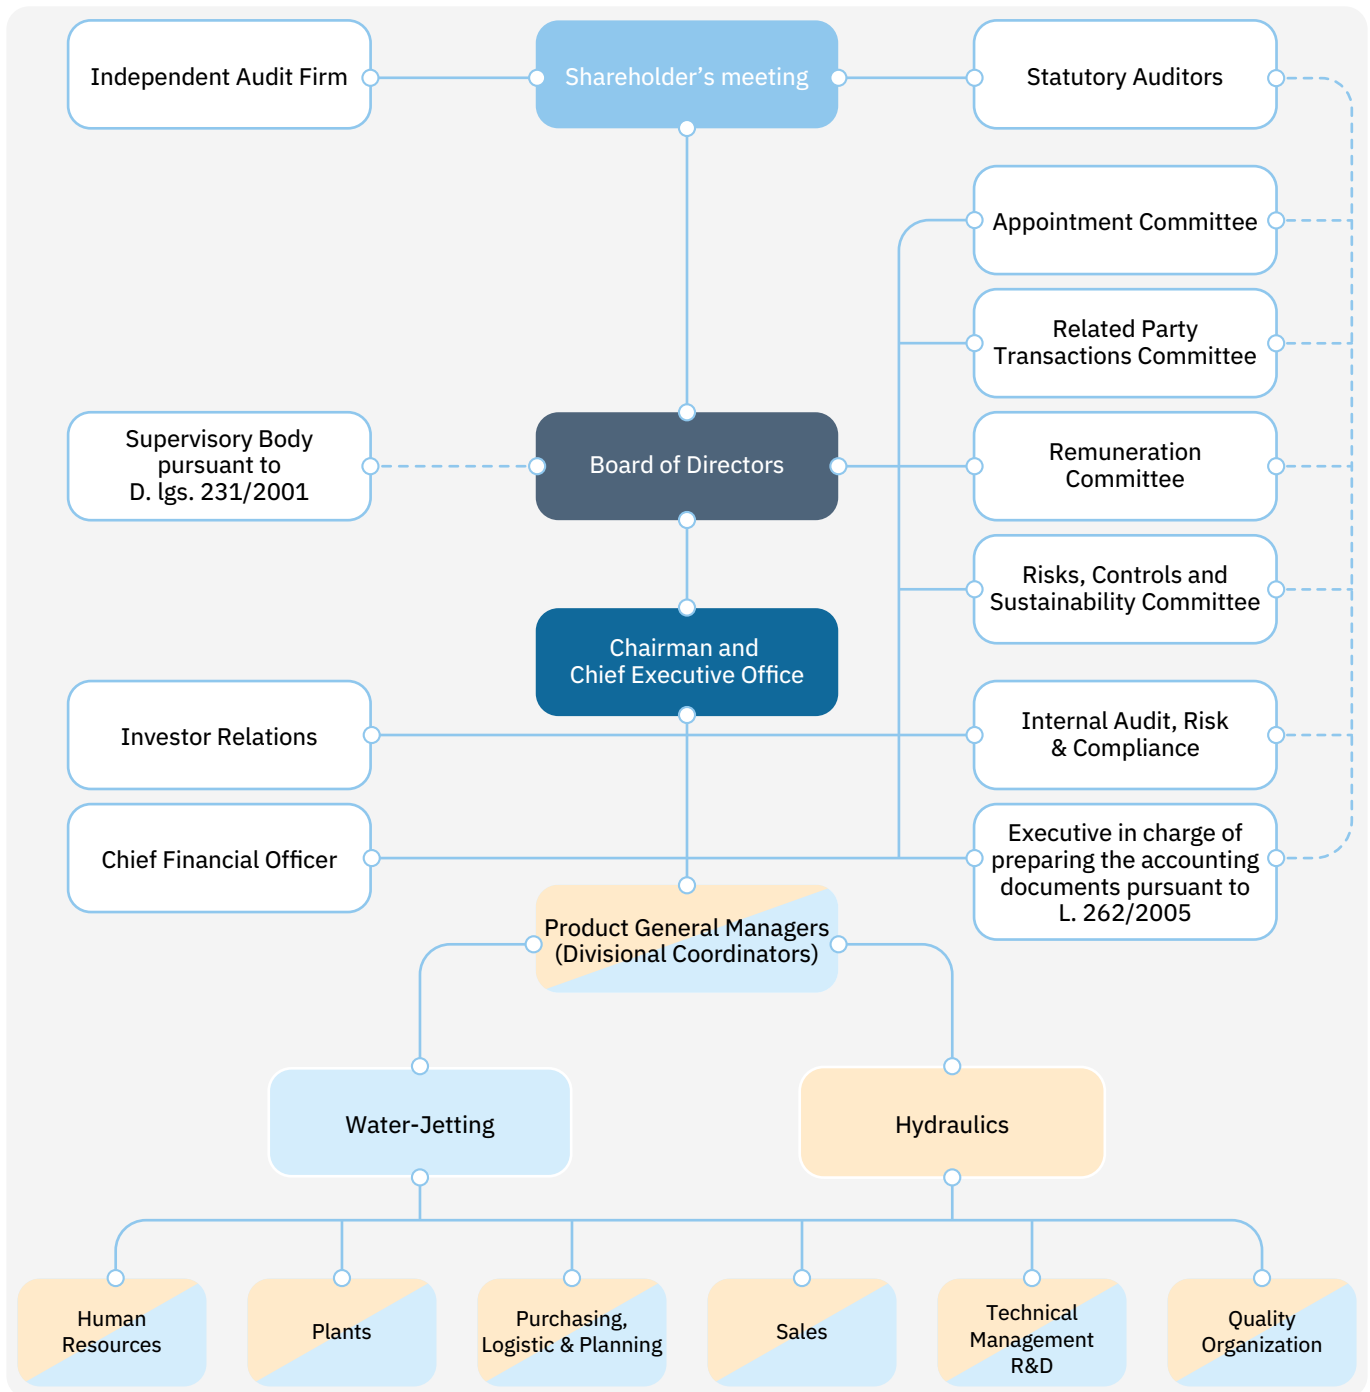 Independent Audit Firm
Shareholder’s meeting
Statutory Auditors
Appointment Committee
Related Party
Transactions Committee
Supervisory Body
pursuant to
D. lgs. 231/2001
Board of Directors
Remuneration
Committee
Risks, Controls and
Sustainability Committee
Chairman and
Chief Executive Office
Investor Relations
Internal Audit, Risk
& Compliance
Chief Financial Officer
Executive in charge of
preparing the accounting
documents pursuant to
L. 262/2005
Product General Managers
(Divisional Coordinators)
Water-Jetting
Hydraulics
Human
Resources
Plants
Purchasing,
Logistic & Planning
Sales
Technical
Management
R&D
Quality
Organization